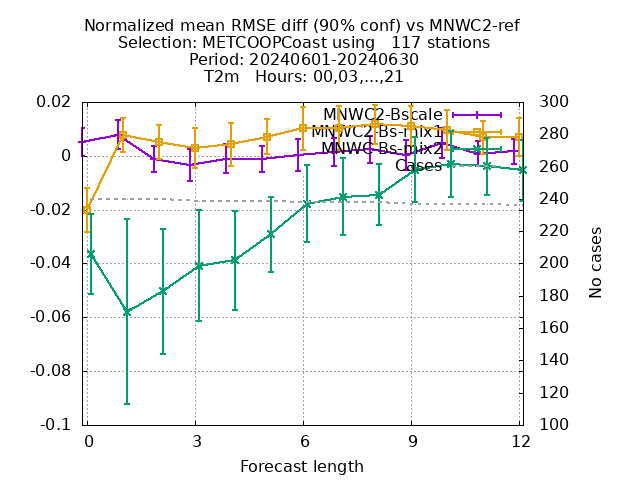 Normalized mean RMSE diff (90% conf) vs MNWC2-ref
Selection: METCOOPCoast using   117 stations
Period: 20240601-20240630
T2m   Hours: 00,03,...,21
MNWC2-Bscale
MNWC2-Bs-mix1
MNWC-Bs-mix2
Cases
0.02
0
-0.02
-0.04
-0.06
-0.08
-0.1
300
280
260
240
220
200
180
160
140
120
100
No cases
0 3 6 9 12
Forecast length